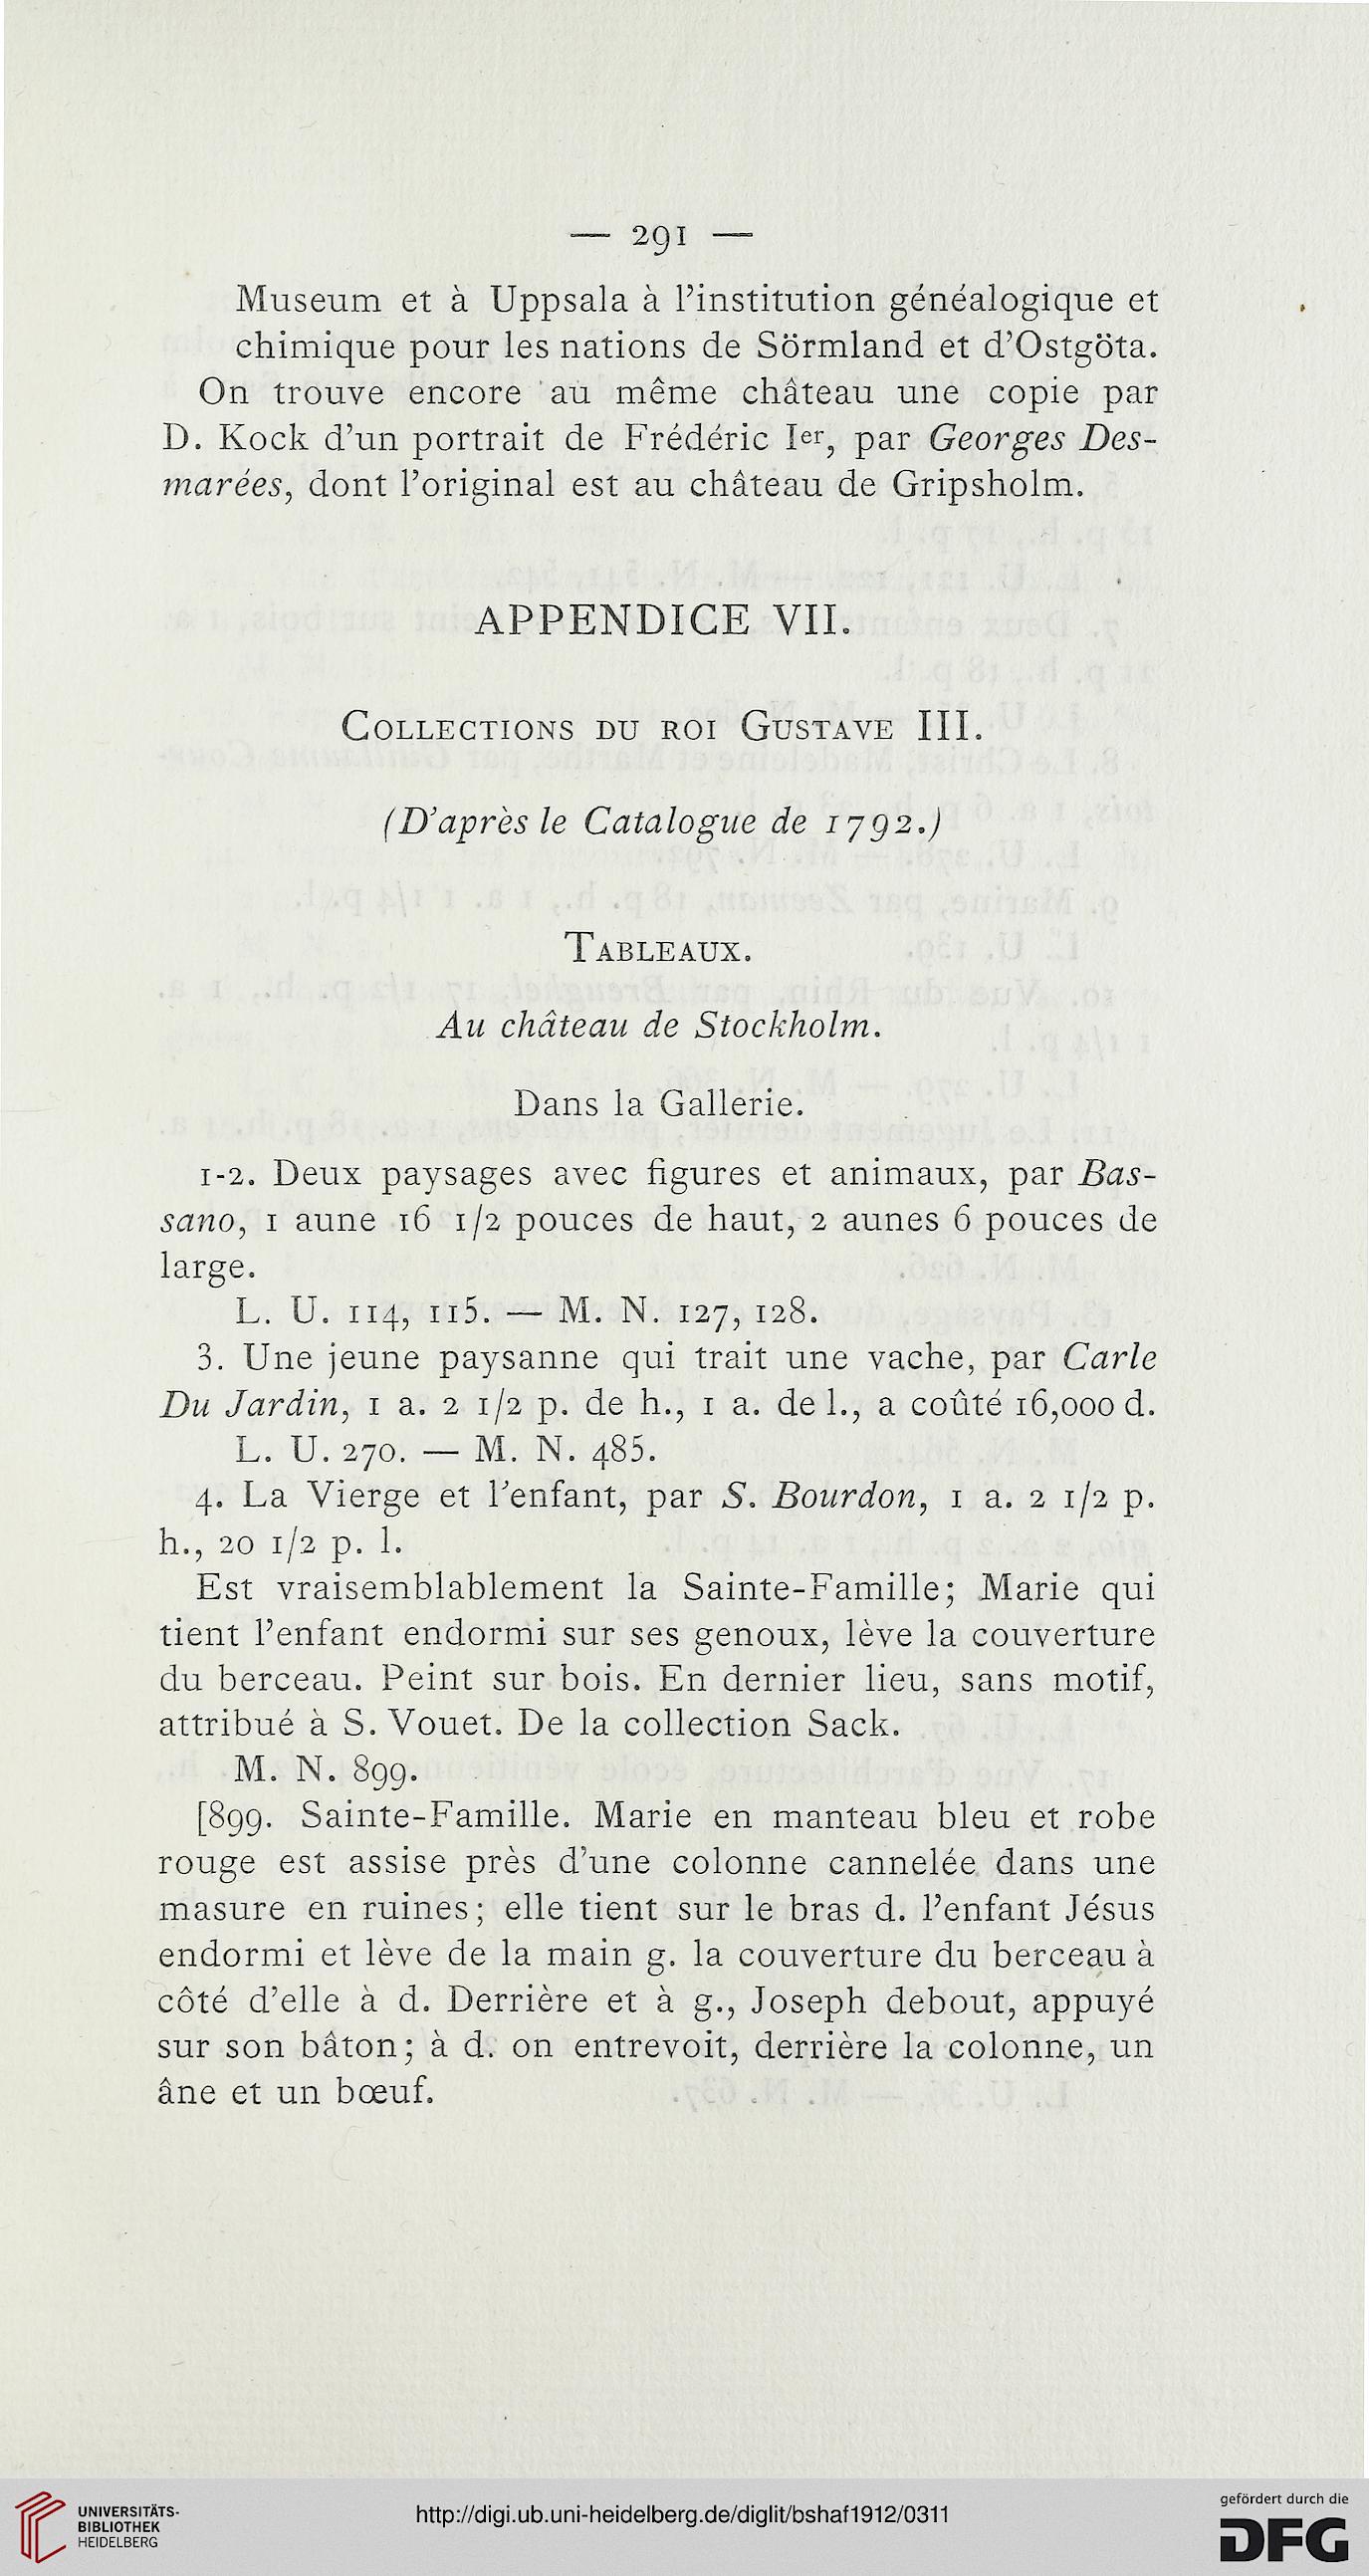 — 291 —
Museum et à Uppsala à l'institution généalogique et
chimique pour les nations de Sörmland et d'Ostgöta.
On trouve encore au même château une copie par
D. Kock d'un portrait de Frédéric Ier, par Georges Des-
marées, dont l'original est au château de Gripsholm.
APPENDICE VII.
Collections du roi Gustave III.
(D'après le Catalogue de 1792.)
Tableaux.
Au château de Stockholm.
Dans la Gallerie.
1-2. Deux paysages avec figures et animaux, par Bas-
sano, 1 aune 16 1/2 pouces de haut, 2 aunes 6 pouces de
large.
L. U. 114, 115. — M. N. 127, 128.
3. Une jeune paysanne qui trait une vache, par Carle
Du Jardin, 1 a. 2 1/2 p. de h., 1 a. de l., a coûté 16,000 d.
L. U. 270. — M. N. 485.
4. La Vierge et l'enfant, par S. Bourdon, 1 a. 2 1/2 p.
h., 20 1/2 p. l.
Est vraisemblablement la Sainte-Famille; Marie qui
tient l'enfant endormi sur ses genoux, lève la couverture
du berceau. Peint sur bois. En dernier lieu, sans motif,
attribué à S. Vouet. De la collection Sack.
M. N. 899.
[899. Sainte-Famille. Marie en manteau bleu et robe
rouge est assise près d'une colonne cannelée dans une
masure en ruines; elle tient sur le bras d. l'enfant Jésus
endormi et lève de la main g. la couverture du berceau à
côté d'elle à d. Derrière et à g., Joseph debout, appuyé
sur son bâton; à d. on entrevoit, derrière la colonne, un
âne et un bœuf.
UNIVERSITÄTS-
BIBLIOTHEK
HEIDELBERG
http://digi.ub.uni-heidelberg.de/diglit/bshaf1912/0311
gefördert durch die
DFG